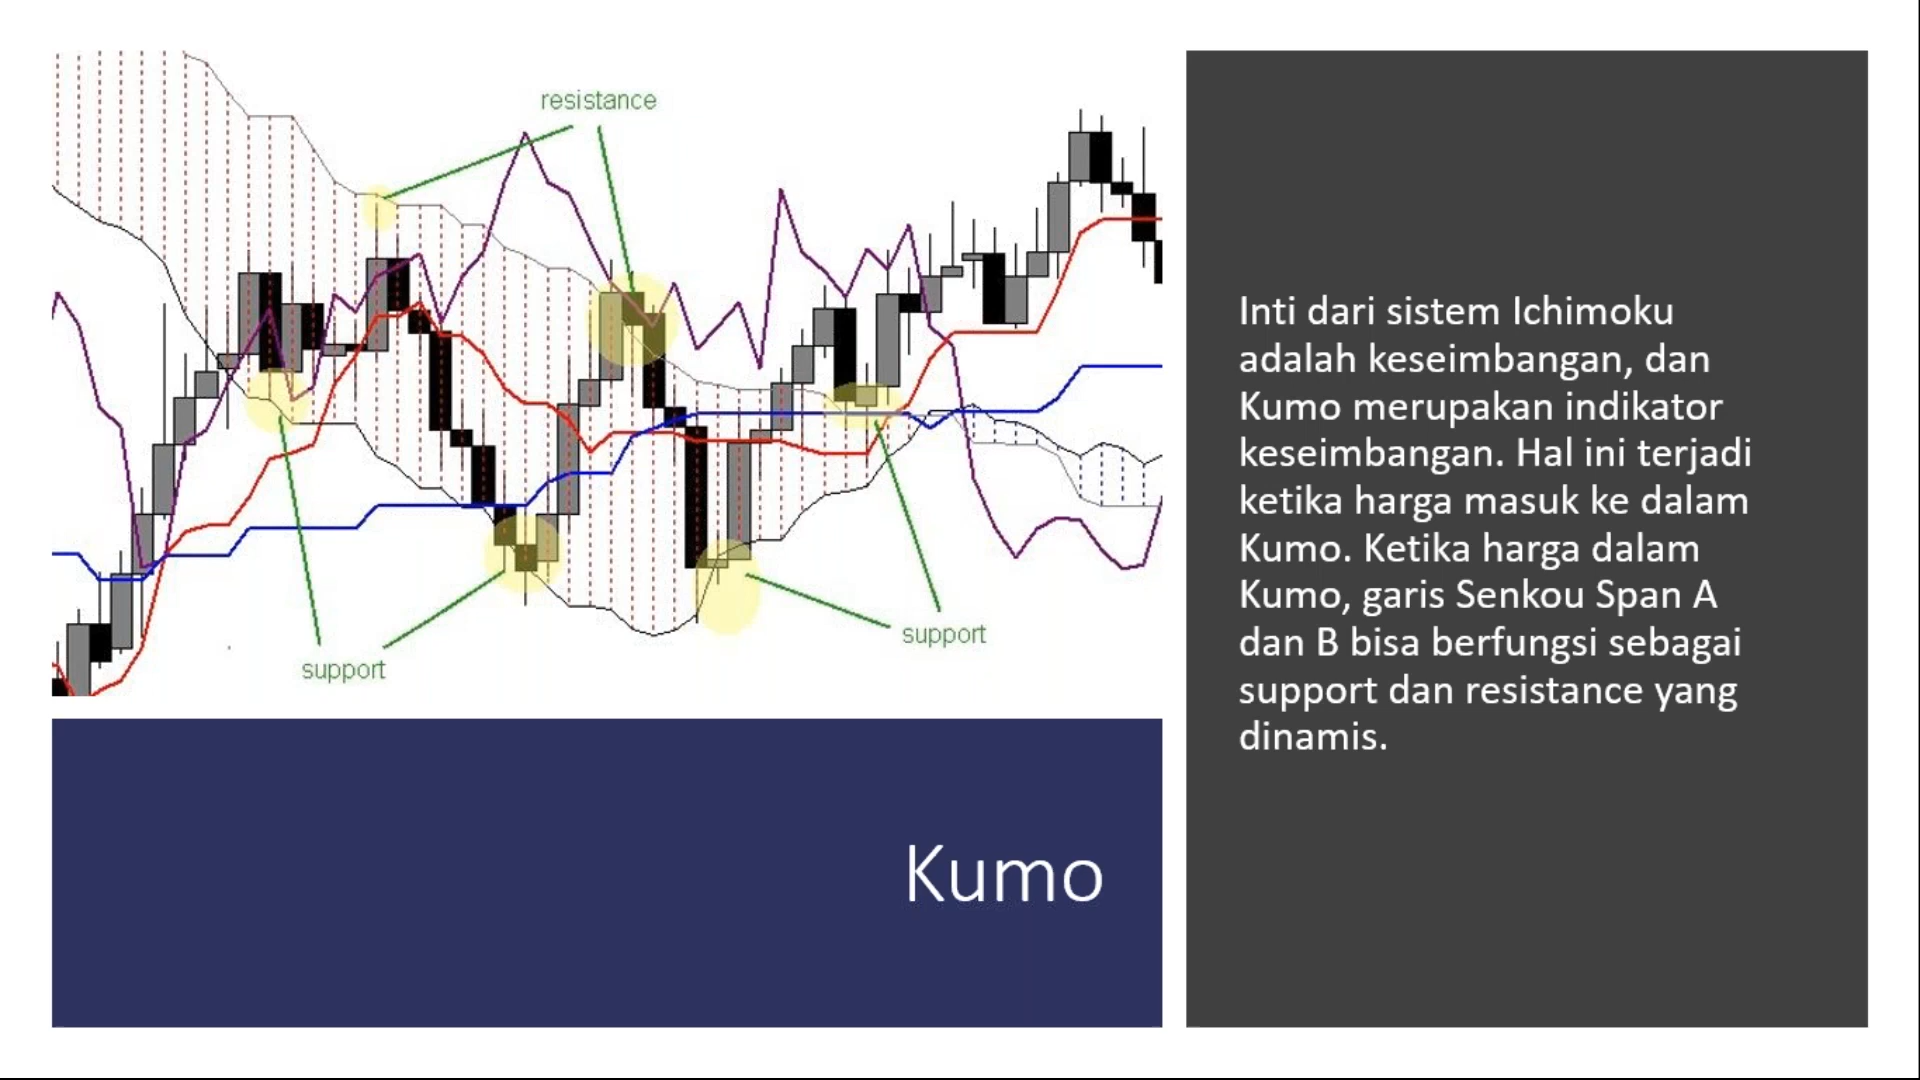 resistance
support
support
Kumo
Inti dari sistem Ichimoku
adalah keseimbangan, dan
Kumo merupakan indikator
keseimbangan. Hal ini terjadi
ketika harga masuk ke dalam
Kumo. Ketika harga dalam
Kumo, garis Senkou Span A
dan B bisa berfungsi sebagai
support dan resistance yang
dinamis.